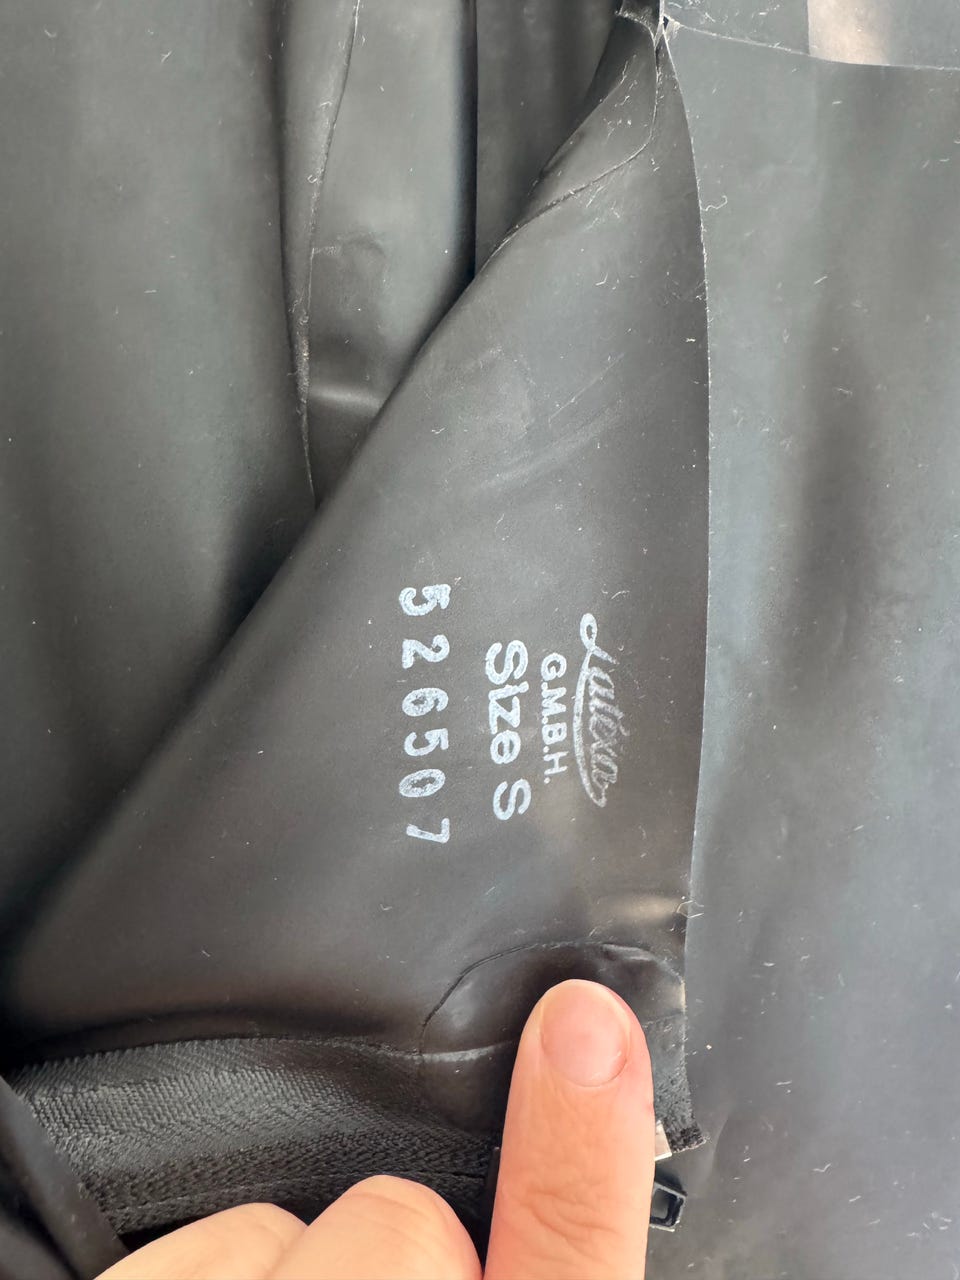 Latexa
G.M.B.H.
Size S
526507